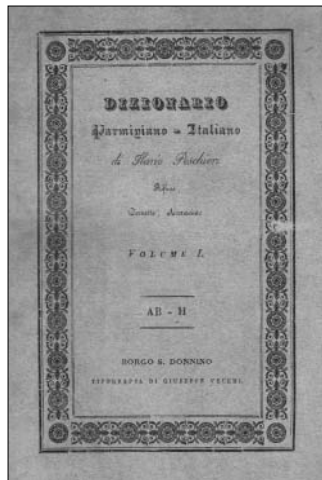 DIZIONARIO
Parmigiano - Italiano
di Ilario Peschieri
VOLUME I.
AB - H
BORGO S. DONNINO
TIPOGRAFIA DI GIUSEPPE VECCHI